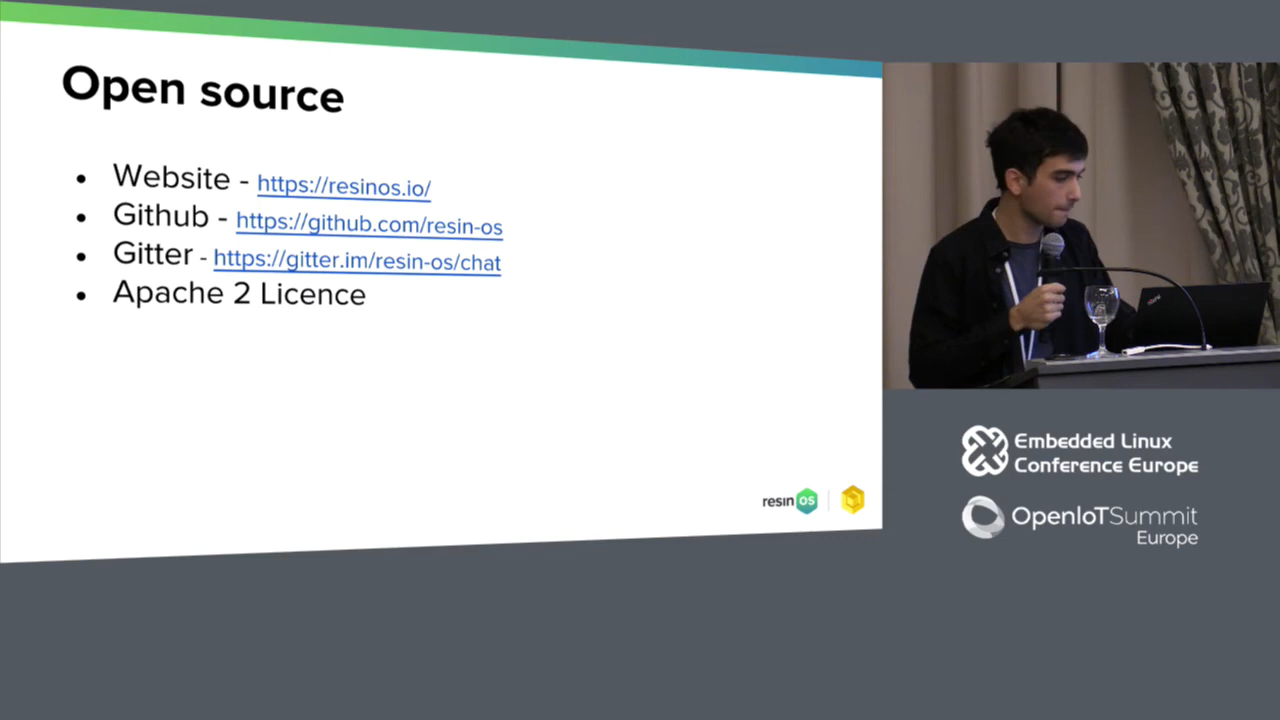 Open source
Website - https://resinos.io/
Github - https://github.com/resin-os
Gitter - https://gitter.im/resin-os/chat
Apache 2 Licence
resin OS
Embedded Linux
Conference Europe
OpenIoTSummit
Europe